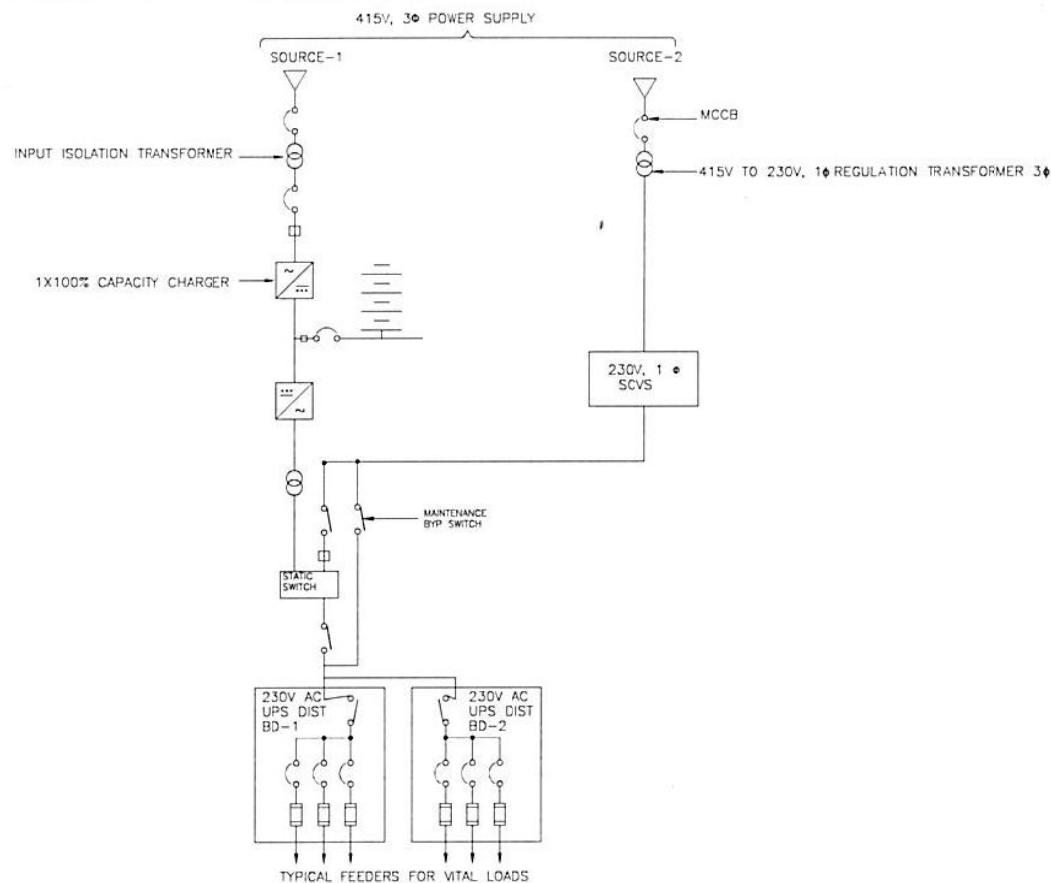 415V, 3Φ POWER SUPPLY
SOURCE-1
SOURCE-2
MCCB
INPUT ISOLATION TRANSFORMER
415V TO 230V, 1ϕ REGULATION TRANSFORMER 3ϕ
1X100% CAPACITY CHARGER
230V, 1 Φ
SCVS
MAINTENANCE
BYP SWITCH
STATIC
SWITCH
230V AC
UPS DIST
BD-1
230V AC
UPS DIST
BD-2
TYPICAL FEEDERS FOR VITAL LOADS